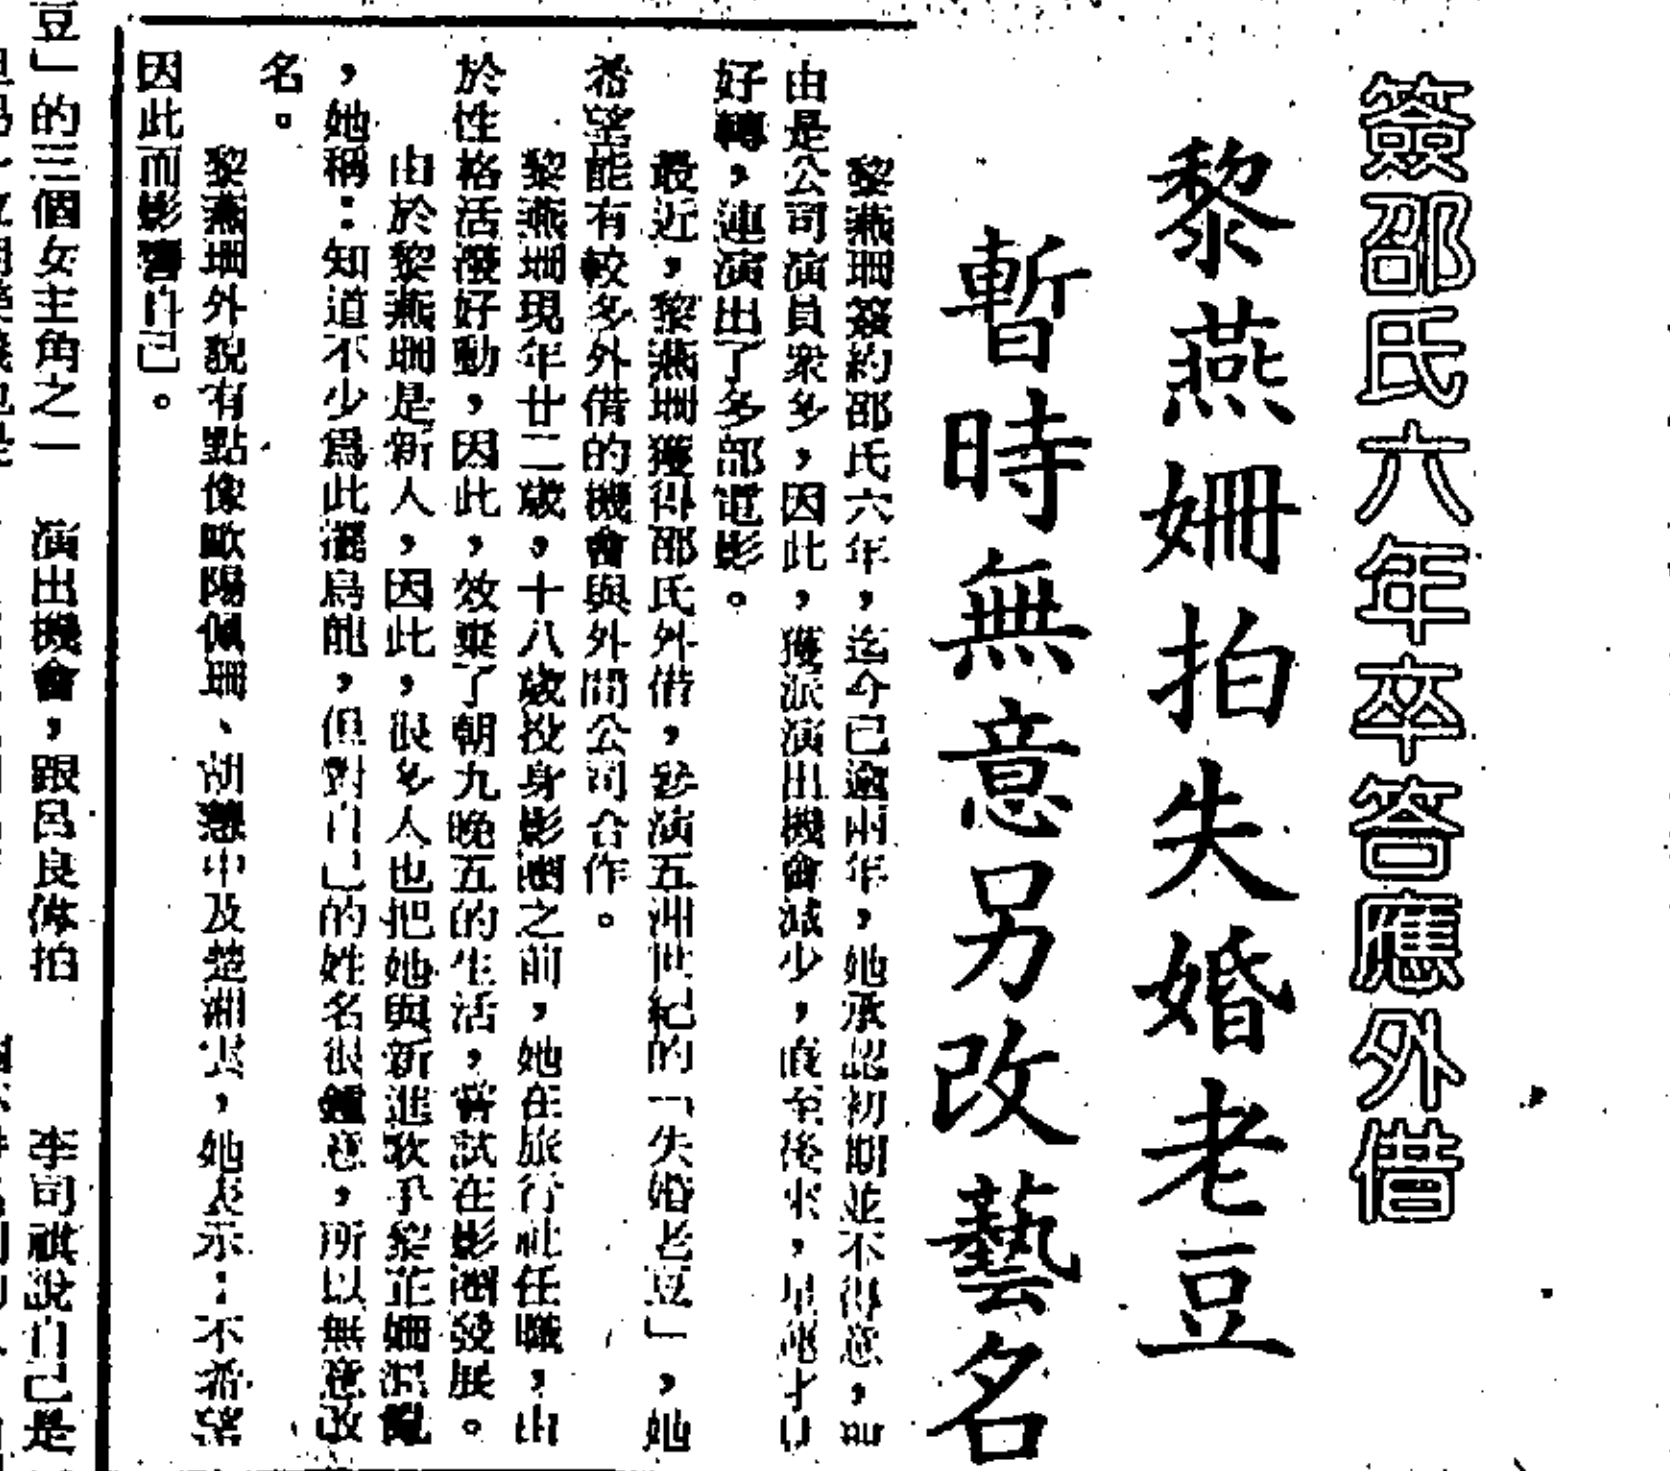 簽邵氏六年卒答應外借
黎燕姍拍失婚老豆
暫時無意另改藝名
黎燕珊簽約邵氏六年，迄今已逾兩年，她承認初期並不得意，
由是公司演員衆多，因此，獲派演出機會減少，直至後來，星運才
好轉，連演出了多部電影。
最近，黎燕珊獲得邵氏外借，參演五洲世紀的「失婚老豆」，她
希望能有較多外借的機會與外間公司合作。
黎燕珊現年廿二歲，十八歲投身影圈之前，她在旅行社任職，由
於性格活潑好動，因此，放棄了朝九晚五的生活，嘗試在影圈發展。
由於黎燕珊是新人，因此，很多人也把她與新進歌手黎芷姍混亂
，她稱：知道不少爲此擺烏龍，但對自己的姓名很鍾意，所以無意改
名。
黎燕珊外貌有點像歐陽佩珊、胡慧中及楚湘雲，她表示：不希望
因此而影響自己。
豆」的三個女主角之一
演出機會，跟呂良偉拍
李司祺說自己是